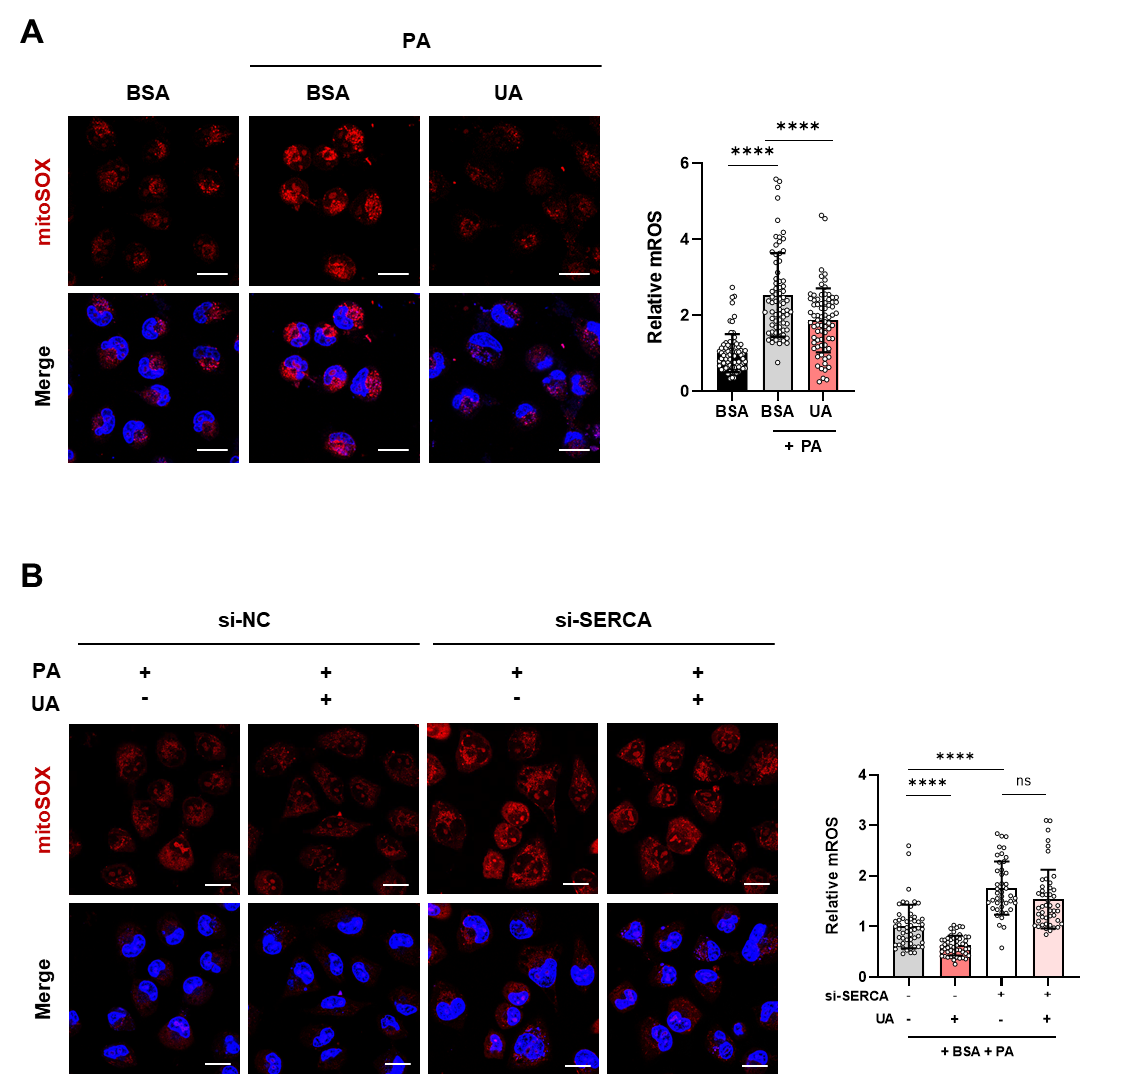 A
PA
BSA BSA UA
mitoSOX
Merge
**** 
****
Relative mROS
6
4
2
0
BSA BSA UA
+ PA
B
si-NC si-SERCA
PA + + + +
UA - + - +
mitoSOX
Merge
****
**** ns
Relative mROS
4
3
2
1
0
si-SERCA - - + +
UA - + - +
+ BSA + PA